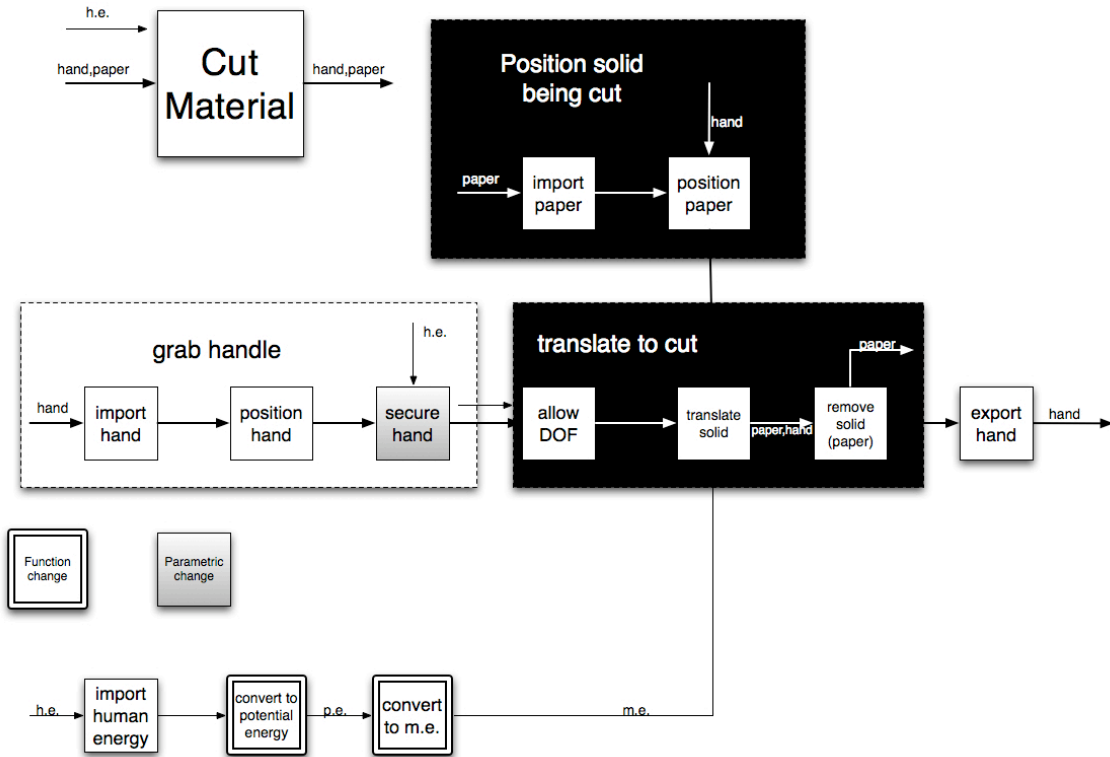 h.e.
hand,paper
Cut
Material
hand,paper
Position solid
being cut
hand
paper
import
paper
position
paper
grab handle
h.e.
hand
import
hand
position
hand
secure
hand
translate to cut
paper
allow
DOF
translate
solid
paper,hand
remove
solid
(paper)
export
hand
hand
Function
change
Parametric
change
h.e.
import
human
energy
convert to
potential
energy
p.e.
convert
to m.e.
m.e.